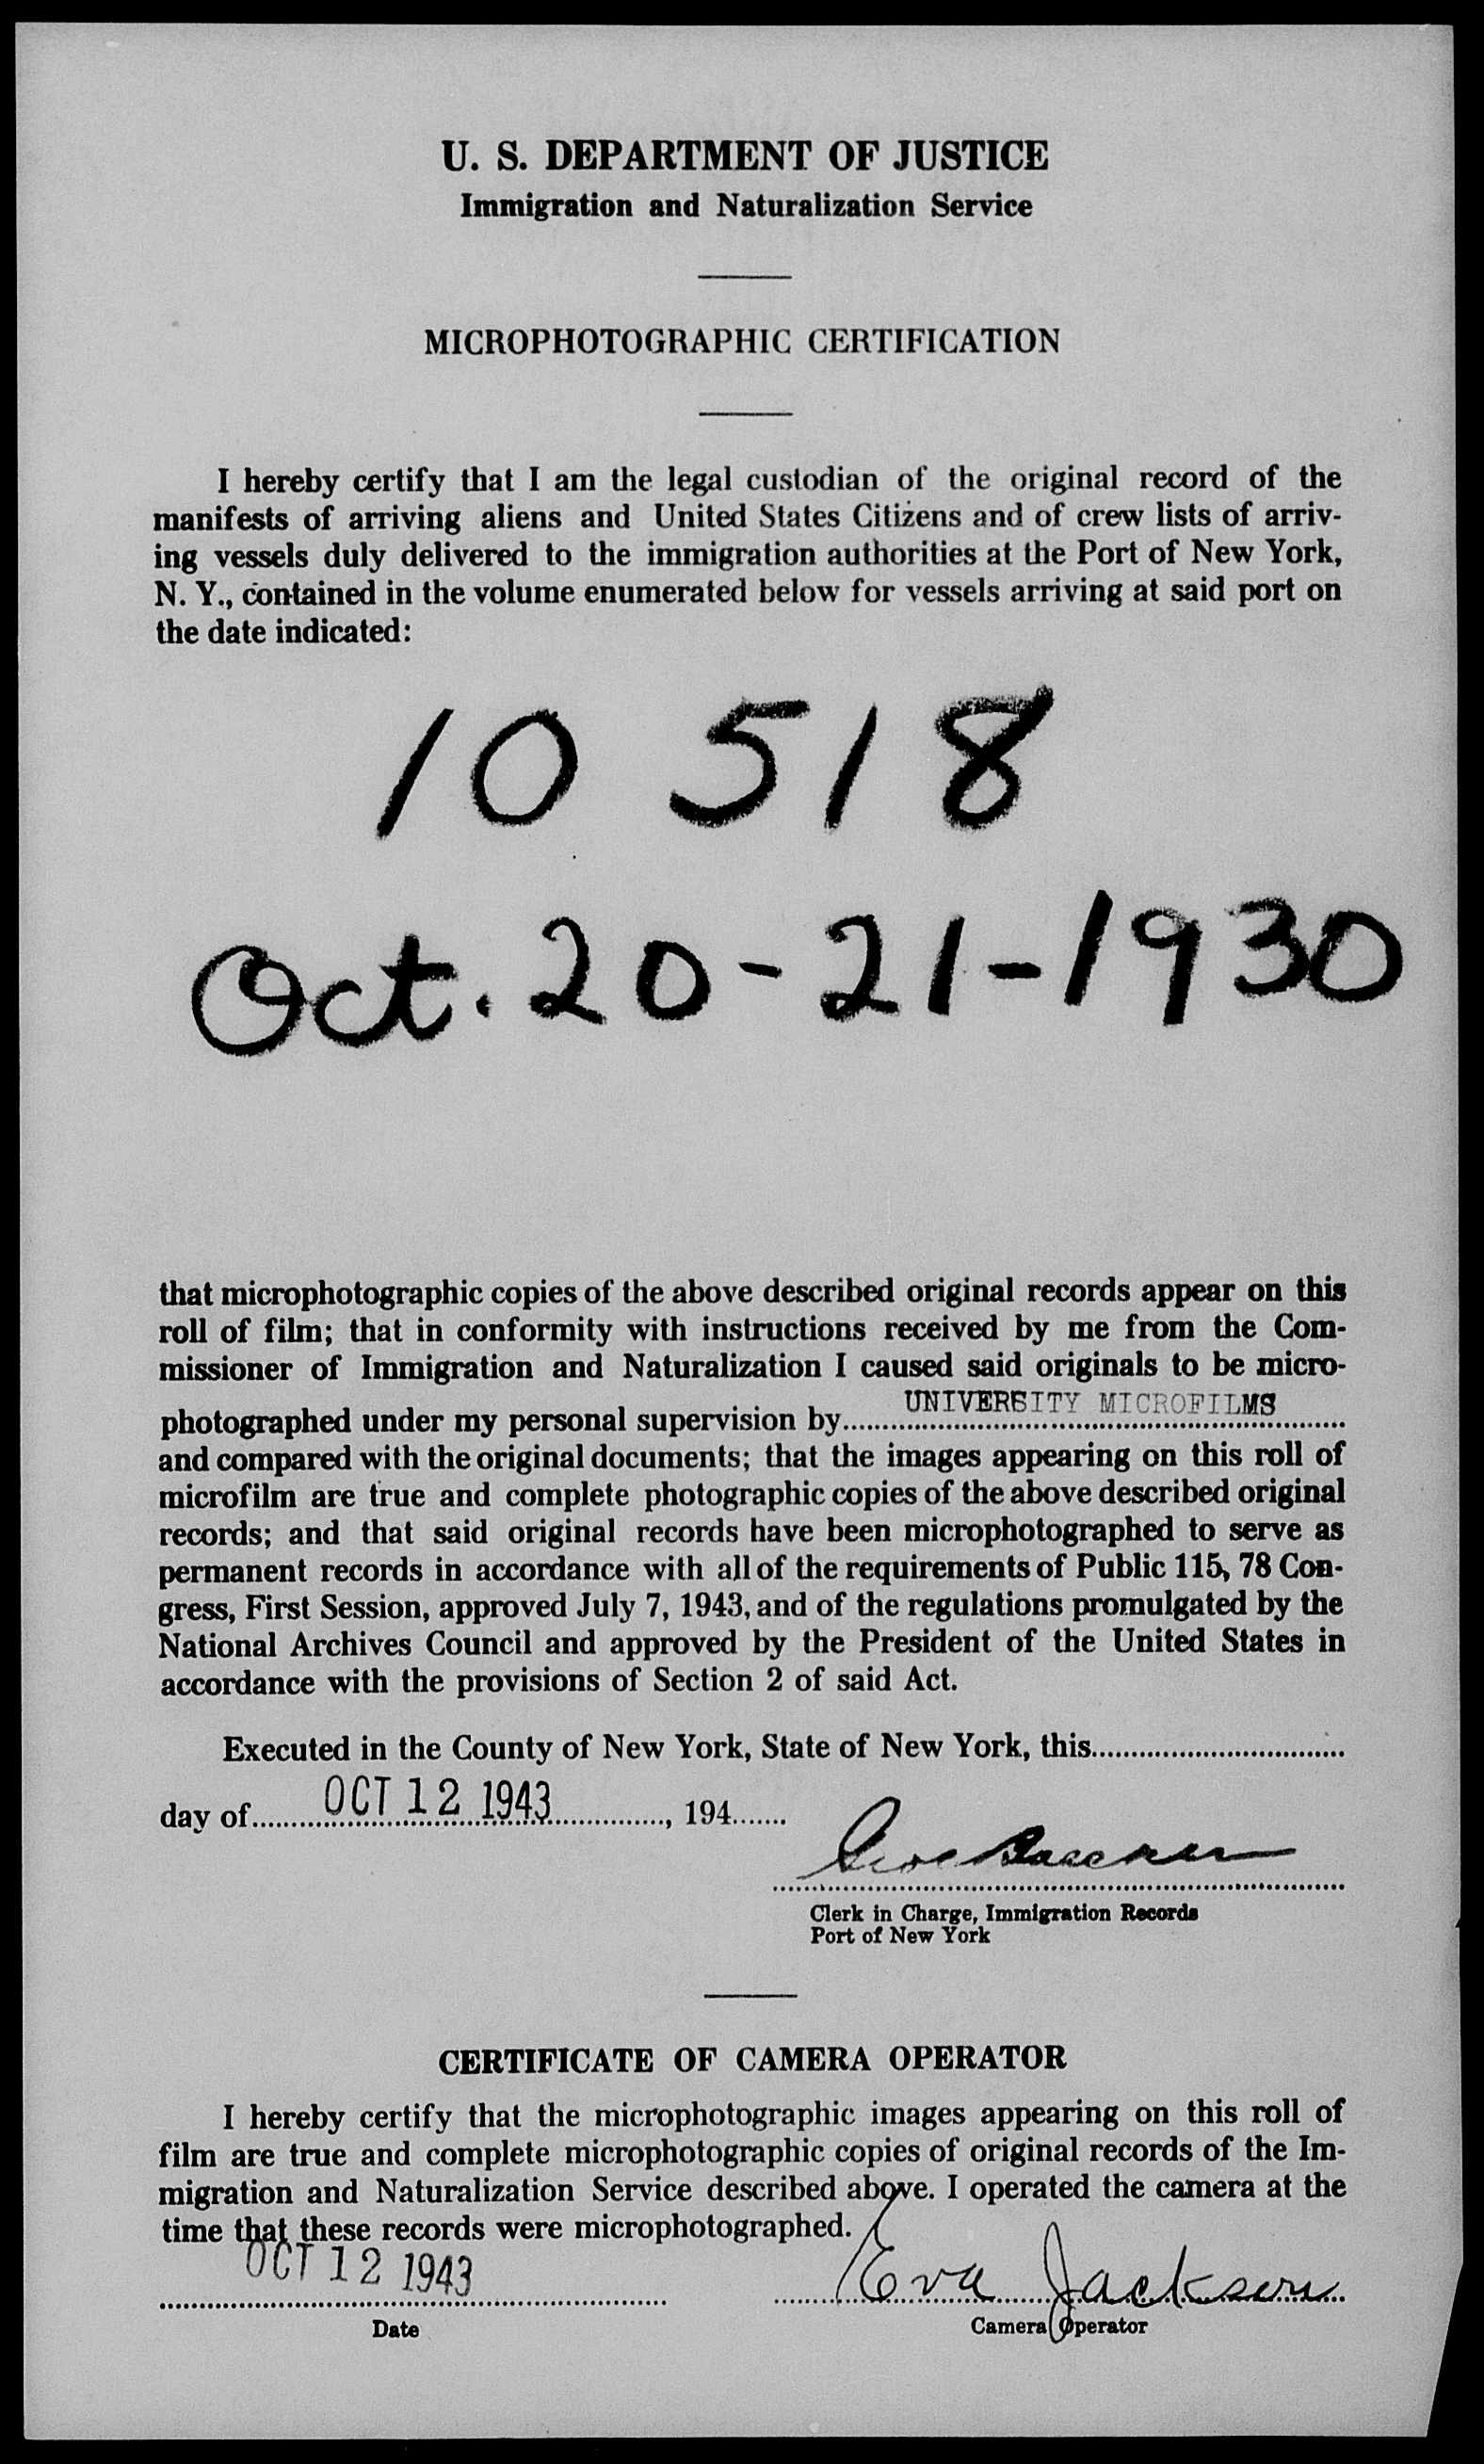 U. S. DEPARTMENT OF JUSTICE
Immigration and Naturalization Service
MICROPHOTOGRAPHIC CERTIFICATION
I hereby certify that I am the legal custodian of the original record of the
manifests of arriving aliens and United States Citizens and of crew lists of arriv-
ing vessels duly delivered to the immigration authorities at the Port of New York,
N. Y., contained in the volume enumerated below for vessels arriving at said port on
the date indicated:
10 518
Oct. 20-21-1930
that microphotographic copies of the above described original records appear on this
roll of film; that in conformity with instructions received by me from the Com-
missioner of Immigration and Naturalization I caused said originals to be micro-
photographed under my personal supervision by UNIVERSITY MICROFILMS
and compared with the original documents; that the images appearing on this roll of
microfilm are true and complete photographic copies of the above described original
records; and that said original records have been microphotographed to serve as
permanent records in accordance with all of the requirements of Public 115, 78 Con-
gress, First Session, approved July 7, 1943, and of the regulations promulgated by the
National Archives Council and approved by the President of the United States in
accordance with the provisions of Section 2 of said Act.
Executed in the County of New York, State of New York, this
day of OCT 12 1943, 194
Clerk in Charge, Immigration Records
Port of New York
CERTIFICATE OF CAMERA OPERATOR
I hereby certify that the microphotographic images appearing on this roll of
film are true and complete microphotographic copies of original records of the Im-
migration and Naturalization Service described above. I operated the camera at the
time that these records were microphotographed.
OCT 12 1943 Eva Jackson
Date Camera Operator